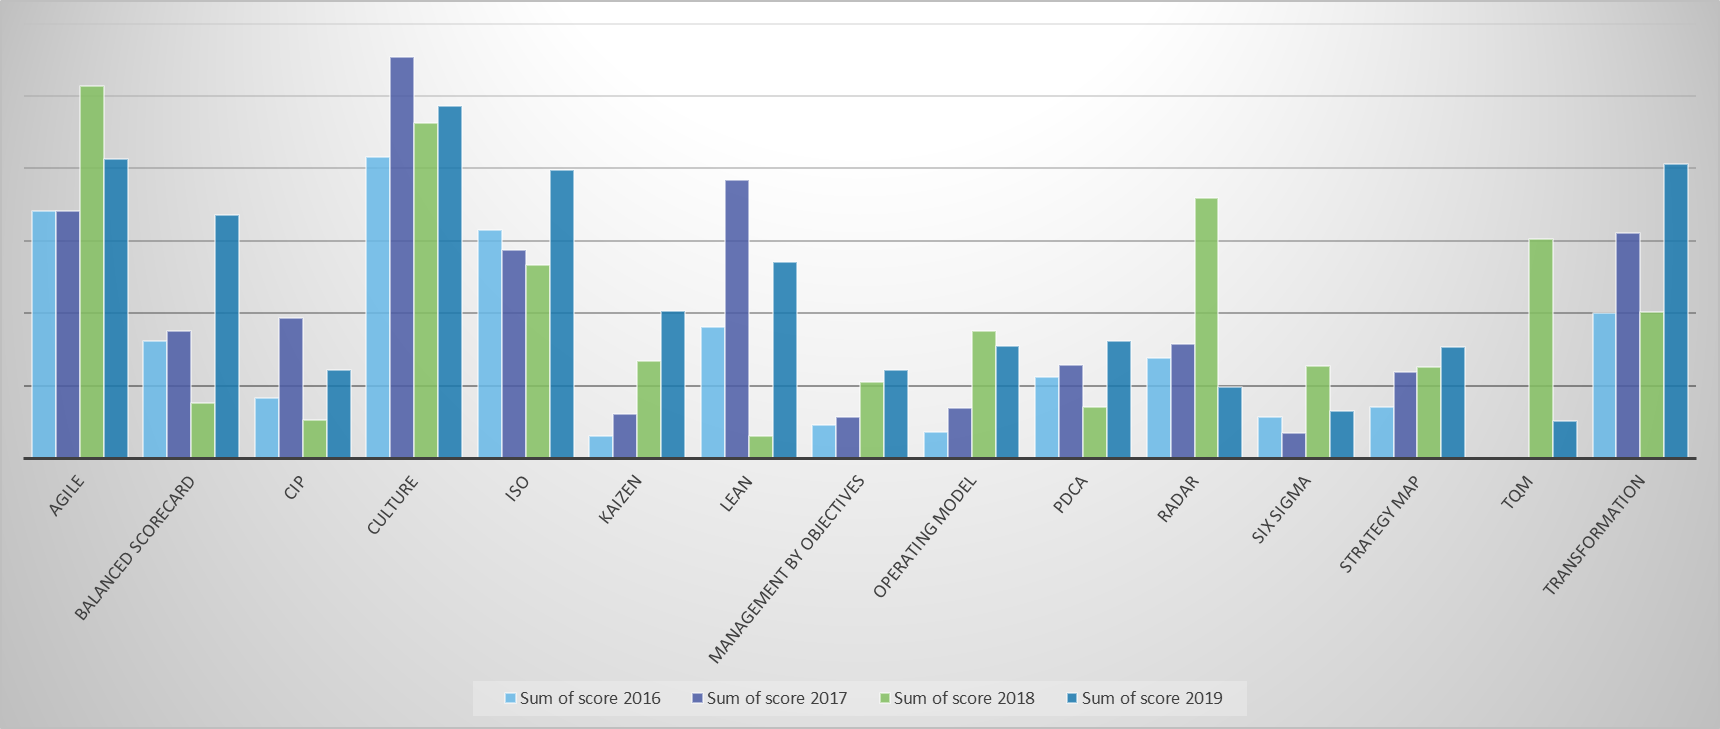 AGILE
BALANCED SCORECARD
CIP
CULTURE
ISO
KAIZEN
LEAN
MANAGEMENT BY OBJECTIVES
OPERATING MODEL
PDCA
RADAR
SIX SIGMA
STRATEGY MAP
TQM
TRANSFORMATION
Sum of score 2016 Sum of score 2017 Sum of score 2018 Sum of score 2019